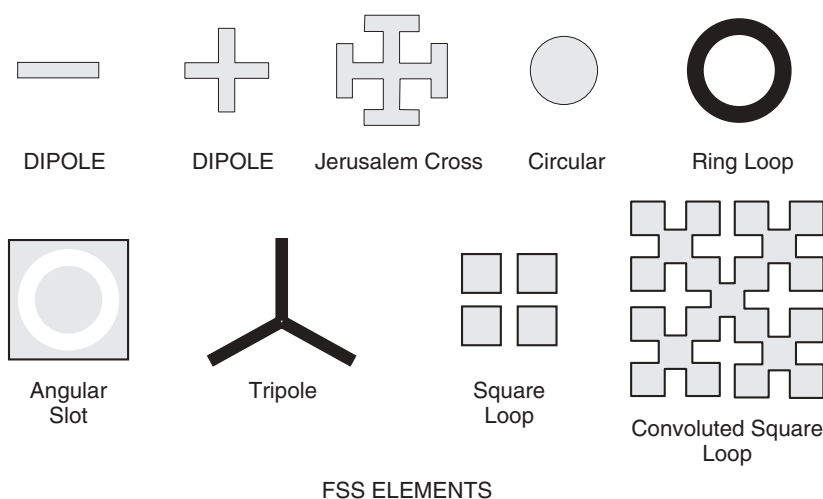 DIPOLE
DIPOLE
Jerusalem Cross
Circular
Ring Loop
Angular
Slot
Tripole
Square
Loop
Convoluted Square
Loop
FSS ELEMENTS